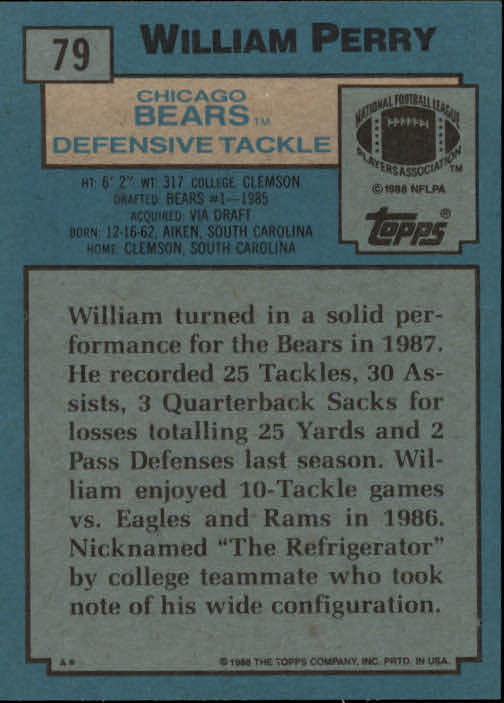 79
WILLIAM PERRY
CHICAGO
BEARS™
DEFENSIVE TACKLE
NATIONAL FOOTBALL LEAGUE
PLAYERS ASSOCIATION™
© 1988 NFLPA
topps®
HT: 6' 2" WT: 317 COLLEGE: CLEMSON
DRAFTED: BEARS #1—1985
ACQUIRED: VIA DRAFT
BORN: 12-16-62, AIKEN, SOUTH CAROLINA
HOME: CLEMSON, SOUTH CAROLINA
William turned in a solid per-
formance for the Bears in 1987.
He recorded 25 Tackles, 30 As-
sists, 3 Quarterback Sacks for
losses totalling 25 Yards and 2
Pass Defenses last season. Wil-
liam enjoyed 10-Tackle games
vs. Eagles and Rams in 1986.
Nicknamed "The Refrigerator"
by college teammate who took
note of his wide configuration.
A*
© 1988 THE TOPPS COMPANY, INC. PRTD. IN USA.